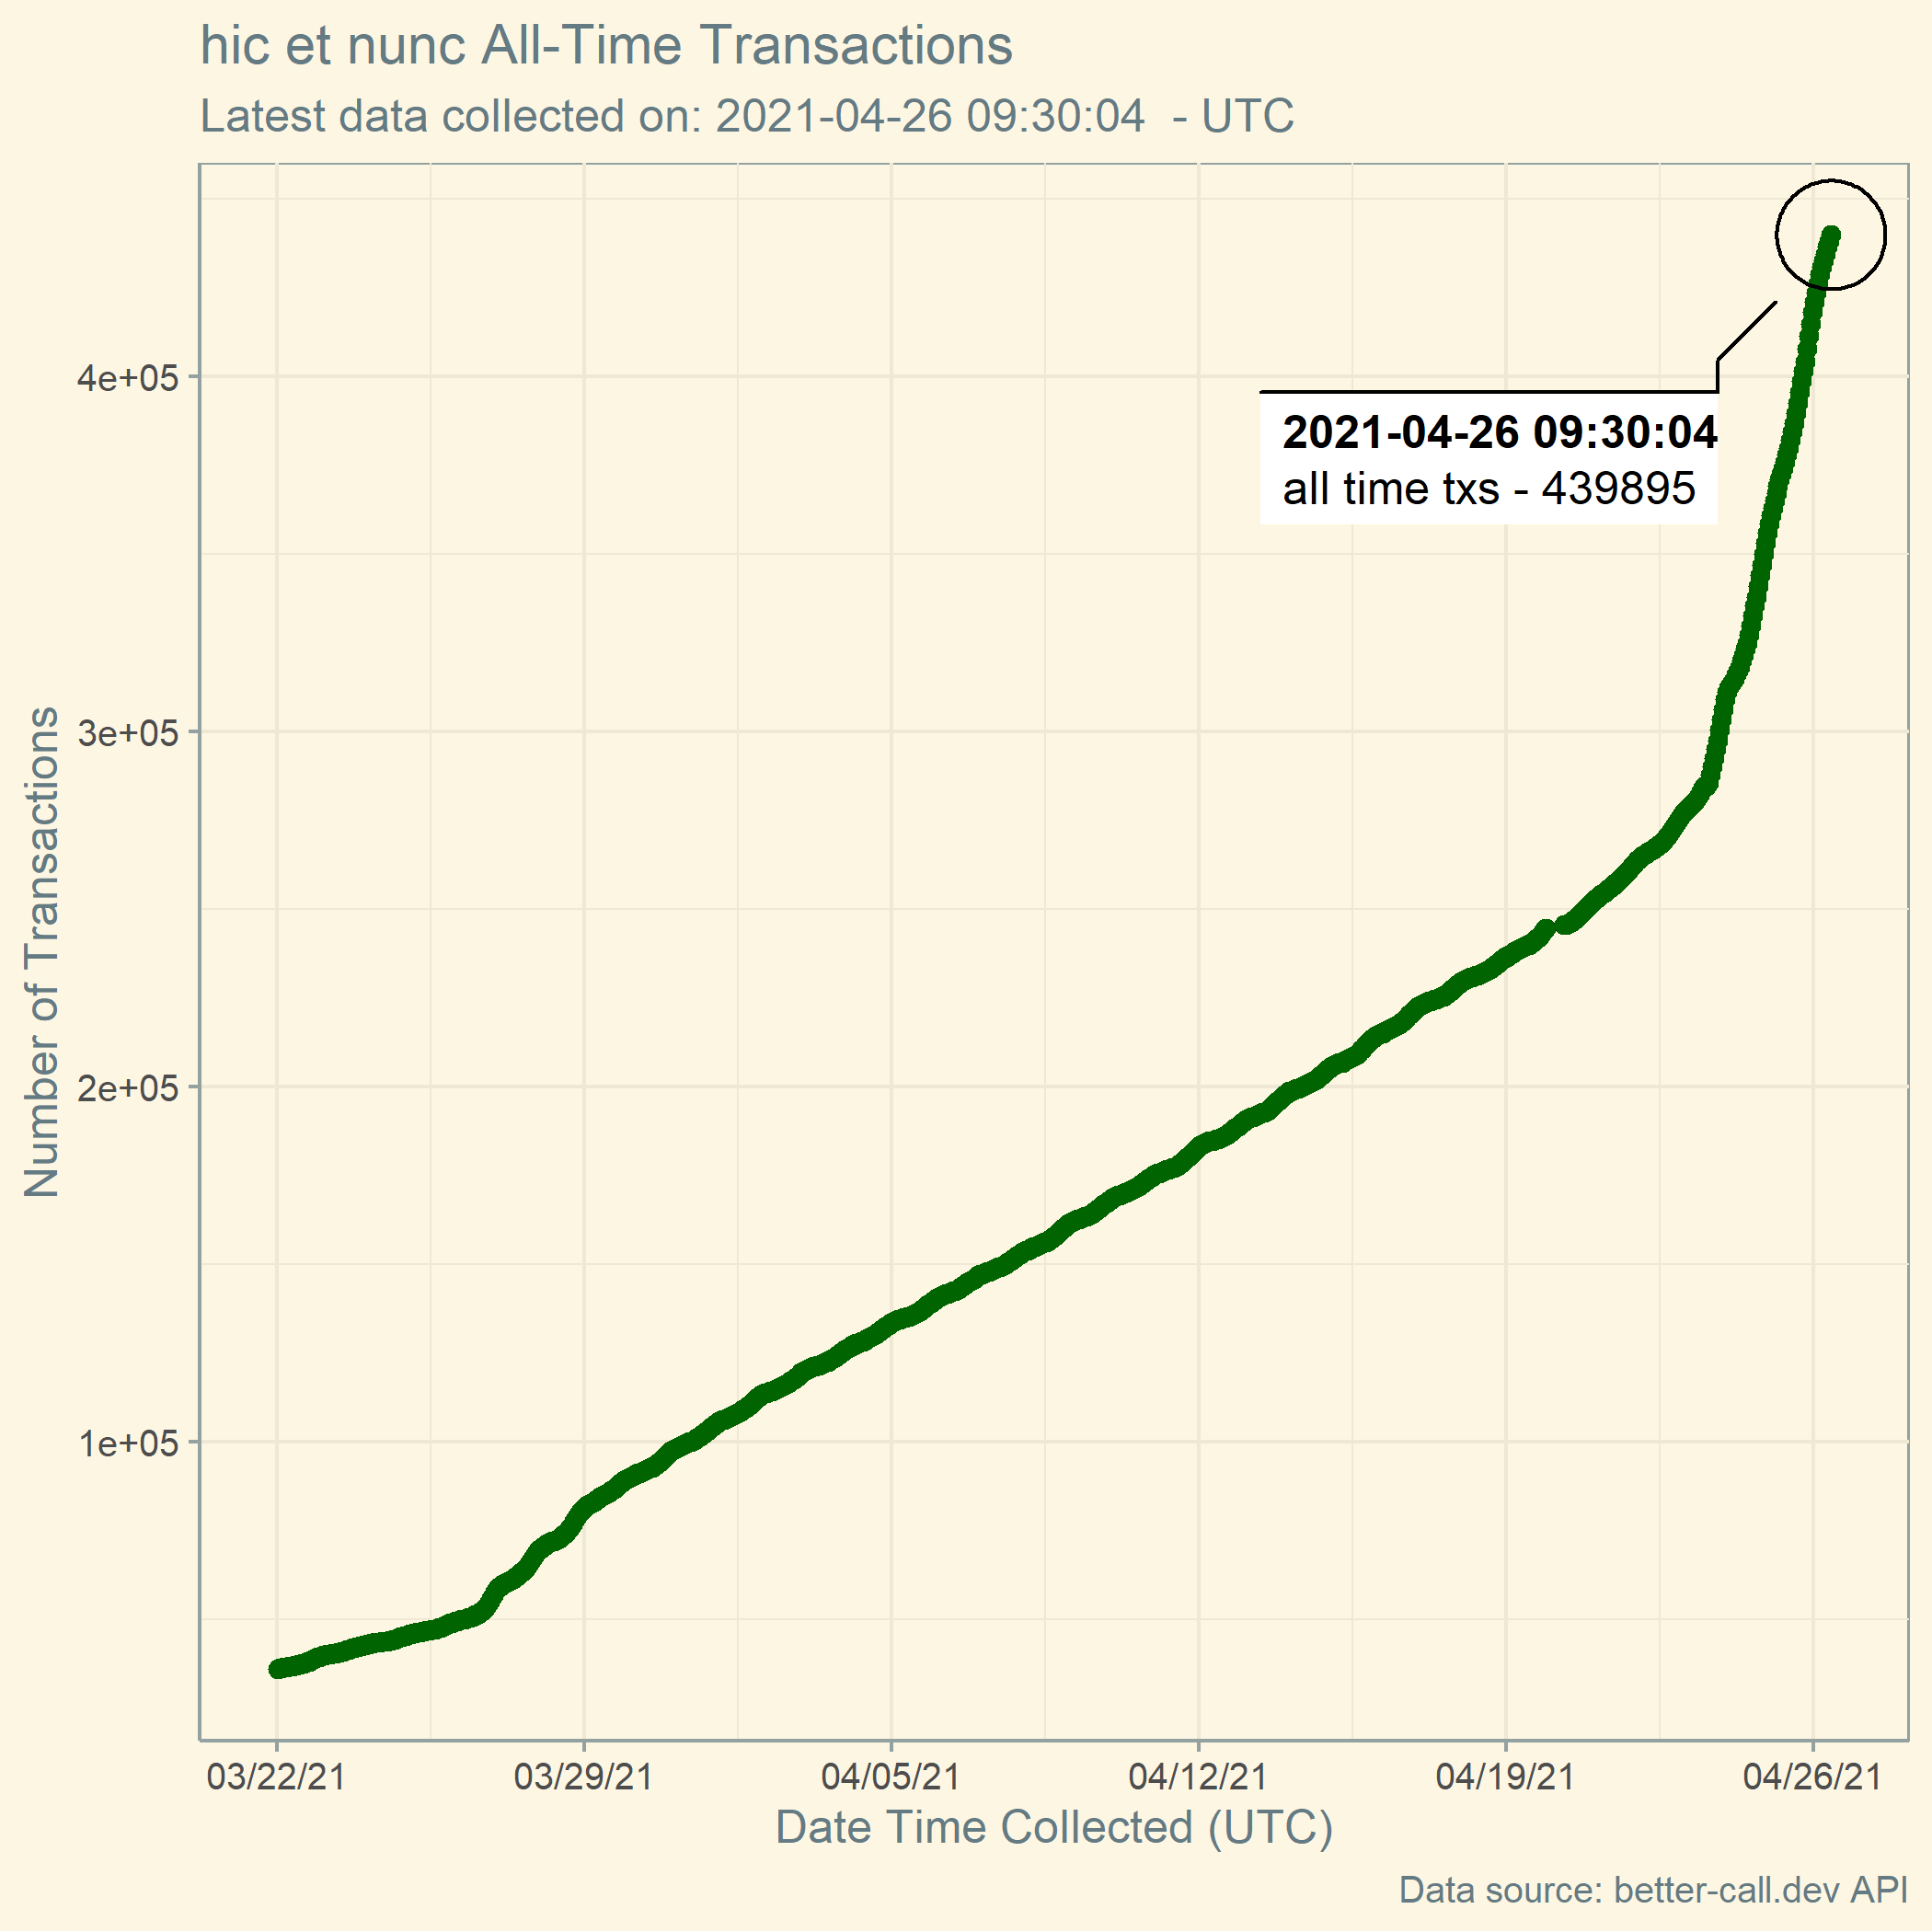 hic et nunc All-Time Transactions
Latest data collected on: 2021-04-26 09:30:04  - UTC
2021-04-26 09:30:04
all time txs - 439895
4e+05
3e+05
2e+05
1e+05
Number of Transactions
03/22/21 03/29/21 04/05/21 04/12/21 04/19/21 04/26/21
Date Time Collected (UTC)
Data source: better-call.dev API